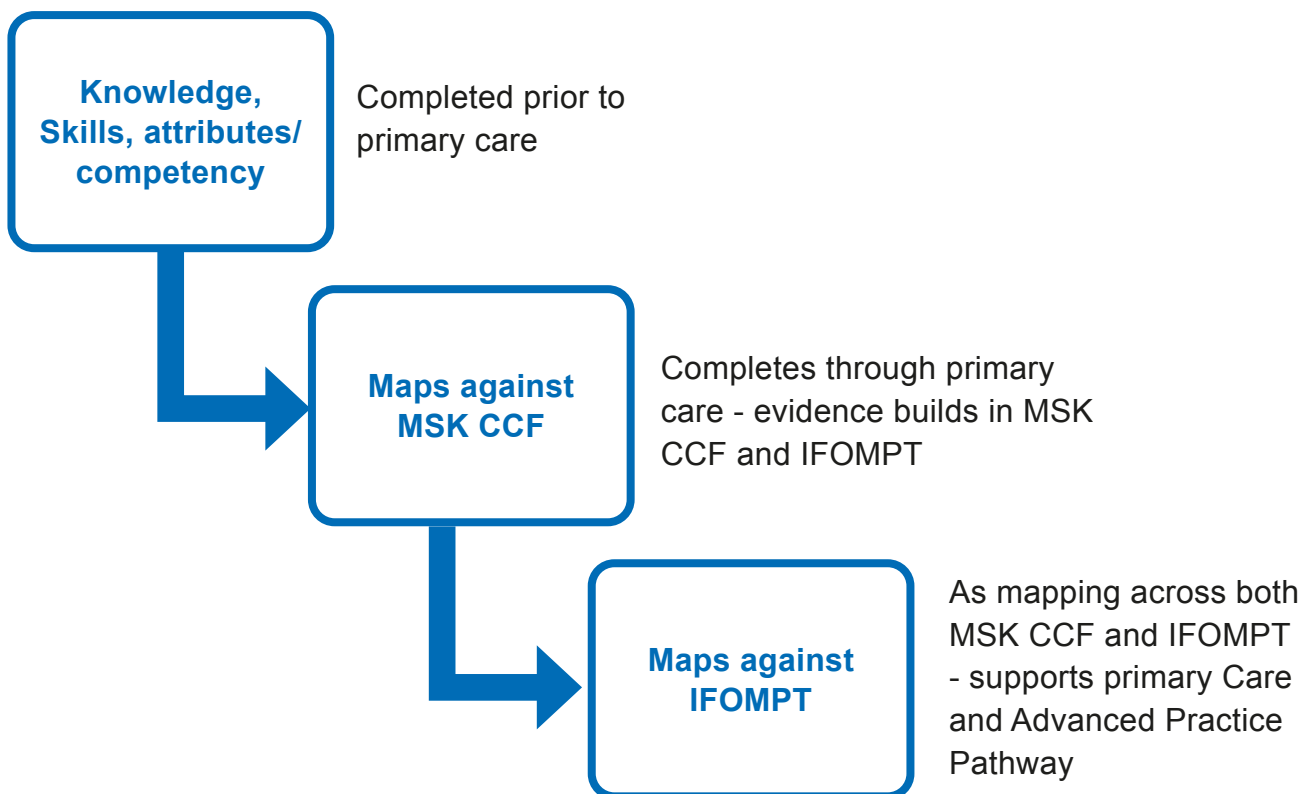 Knowledge,
Skills, attributes/
competency
Completed prior to
primary care
Maps against
MSK CCF
Completes through primary
care - evidence builds in MSK
CCF and IFOMPT
Maps against
IFOMPT
As mapping across both
MSK CCF and IFOMPT
- supports primary Care
and Advanced Practice
Pathway